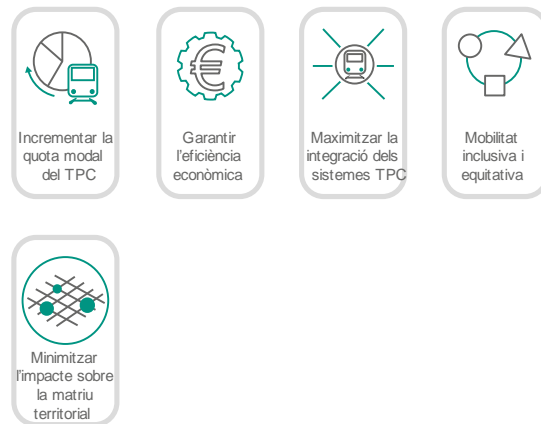 Incrementar la
quota modal
del TPC
Garantir
l'eficiència
econòmica
Maximitzar la
integració dels
sistemes TPC
Mobilitat
inclusiva i
equitativa
Minimitzar
l'impacte sobre
la matriu
territorial